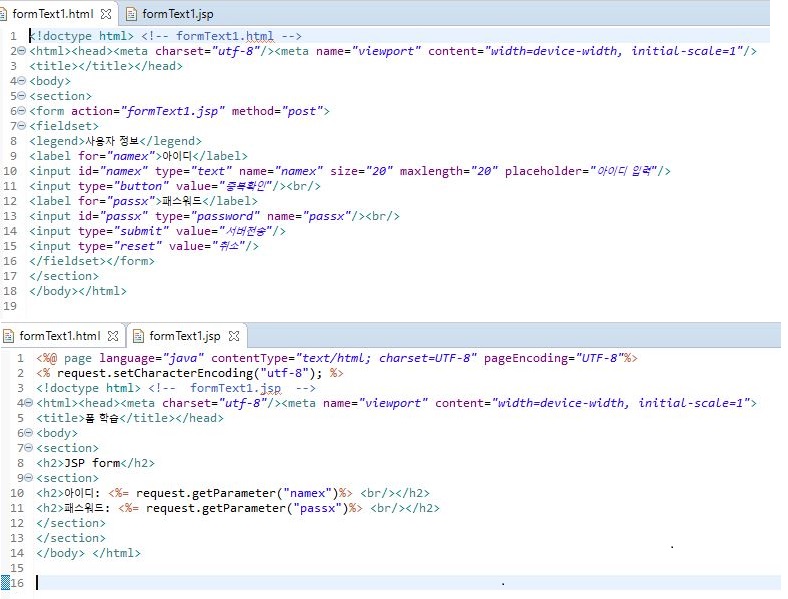 formText1.html formText1.jsp
1 <!doctype html> <!-- formText1.html -->
2 <html><head><meta charset="utf-8"/><meta name="viewport" content="width=device-width, initial-scale=1"/>
3 <title></title></head>
4 <body>
5 <section>
6 <form action="formText1.jsp" method="post">
7 <fieldset>
8 <legend>사용자 정보</legend>
9 <label for="namex">아이디</label>
10 <input id="namex" type="text" name="namex" size="20" maxlength="20" placeholder="아이디 입력"/>
11 <input type="button" value="중복확인"/><br/>
12 <label for="passx">패스워드</label>
13 <input id="passx" type="password" name="passx"/><br/>
14 <input type="submit" value="서버전송"/>
15 <input type="reset" value="취소"/>
16 </fieldset></form>
17 </section>
18 </body></html>
19
formText1.html formText1.jsp
1 <%@ page language="java" contentType="text/html; charset=UTF-8" pageEncoding="UTF-8"%>
2 <% request.setCharacterEncoding("utf-8"); %>
3 <!doctype html> <!--  formText1.jsp  -->
4 <html><head><meta charset="utf-8"/><meta name="viewport" content="width=device-width, initial-scale=1">
5 <title>폼 학습</title></head>
6 <body>
7 <section>
8 <h2>JSP form</h2>
9 <section>
10 <h2>아이디: <%= request.getParameter("namex")%> <br/></h2>
11 <h2>패스워드: <%= request.getParameter("passx")%> <br/></h2>
12 </section>
13 </section>
14 </body> </html>
15
16